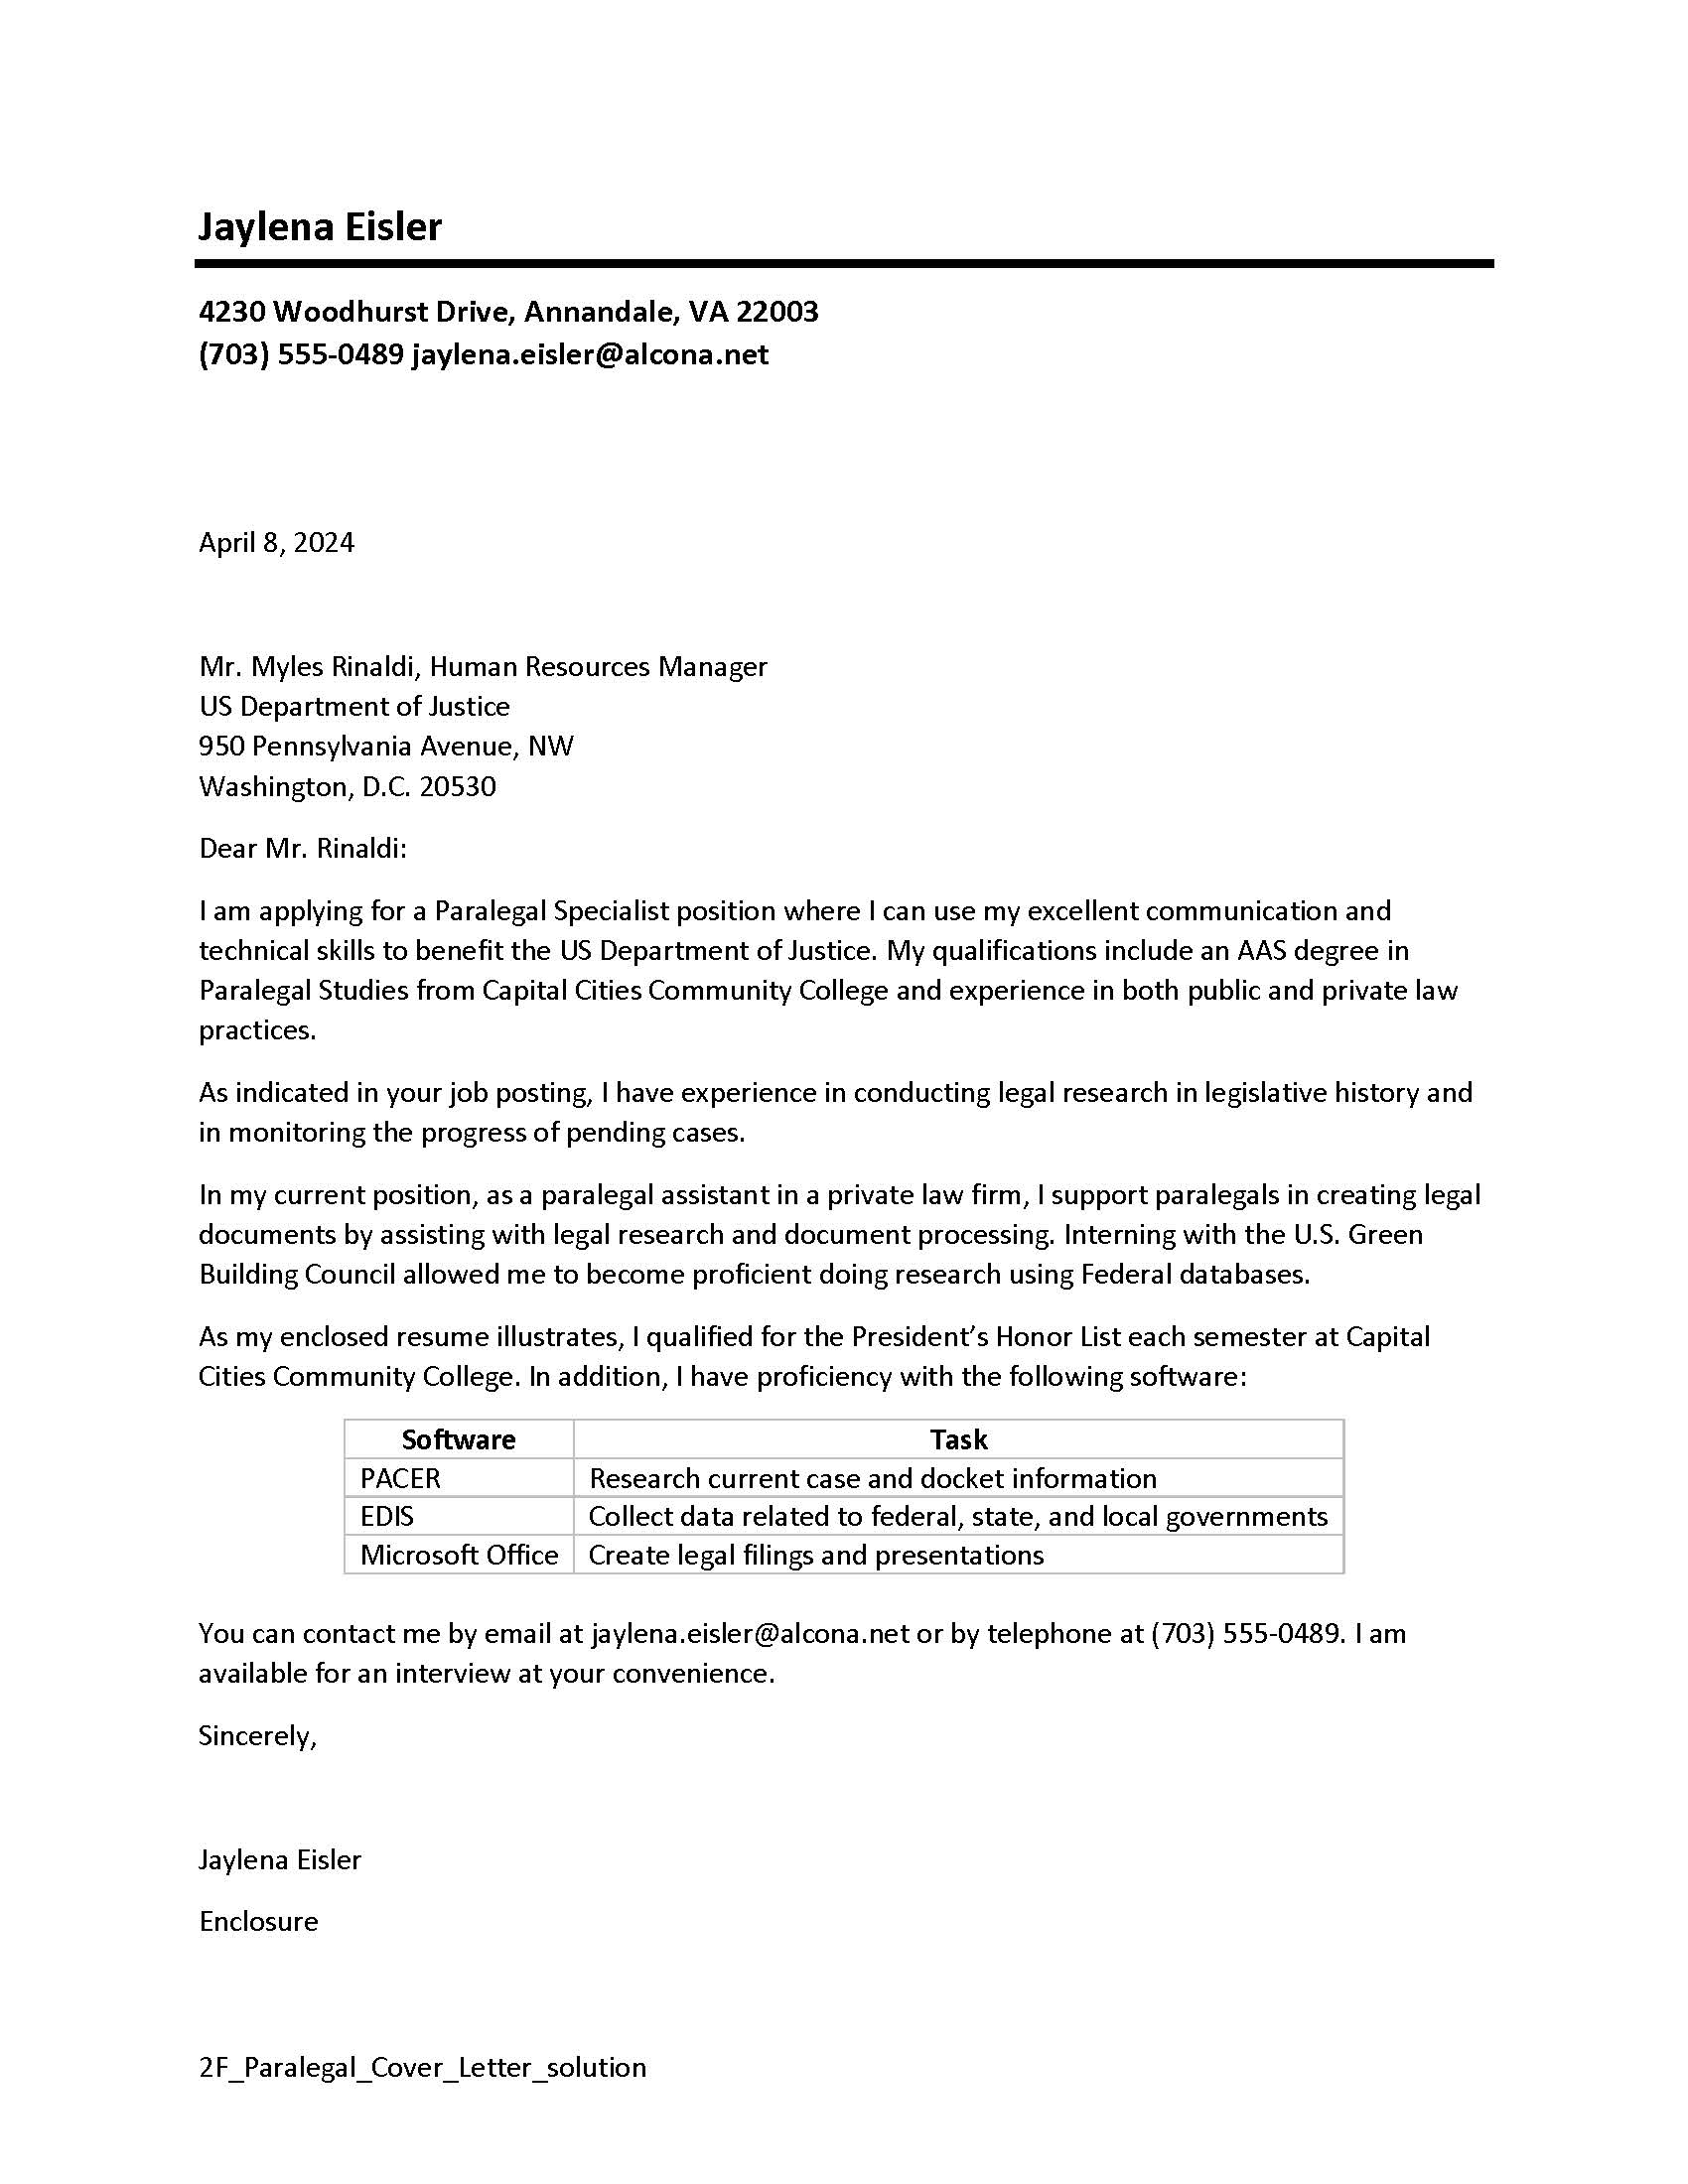 Jaylena Eisler
4230 Woodhurst Drive, Annandale, VA 22003
(703) 555-0489 jaylena.eisler@alcona.net
April 8, 2024
Mr. Myles Rinaldi, Human Resources Manager
US Department of Justice
950 Pennsylvania Avenue, NW
Washington, D.C. 20530
Dear Mr. Rinaldi:
I am applying for a Paralegal Specialist position where I can use my excellent communication and
technical skills to benefit the US Department of Justice. My qualifications include an AAS degree in
Paralegal Studies from Capital Cities Community College and experience in both public and private law
practices.
As indicated in your job posting, I have experience in conducting legal research in legislative history and
in monitoring the progress of pending cases.
In my current position, as a paralegal assistant in a private law firm, I support paralegals in creating legal
documents by assisting with legal research and document processing. Interning with the U.S. Green
Building Council allowed me to become proficient doing research using Federal databases.
As my enclosed resume illustrates, I qualified for the President’s Honor List each semester at Capital
Cities Community College. In addition, I have proficiency with the following software:
Software Task
PACER Research current case and docket information
EDIS Collect data related to federal, state, and local governments
Microsoft Office Create legal filings and presentations
You can contact me by email at jaylena.eisler@alcona.net or by telephone at (703) 555-0489. I am
available for an interview at your convenience.
Sincerely,
Jaylena Eisler
Enclosure
2F_Paralegal_Cover_Letter_solution